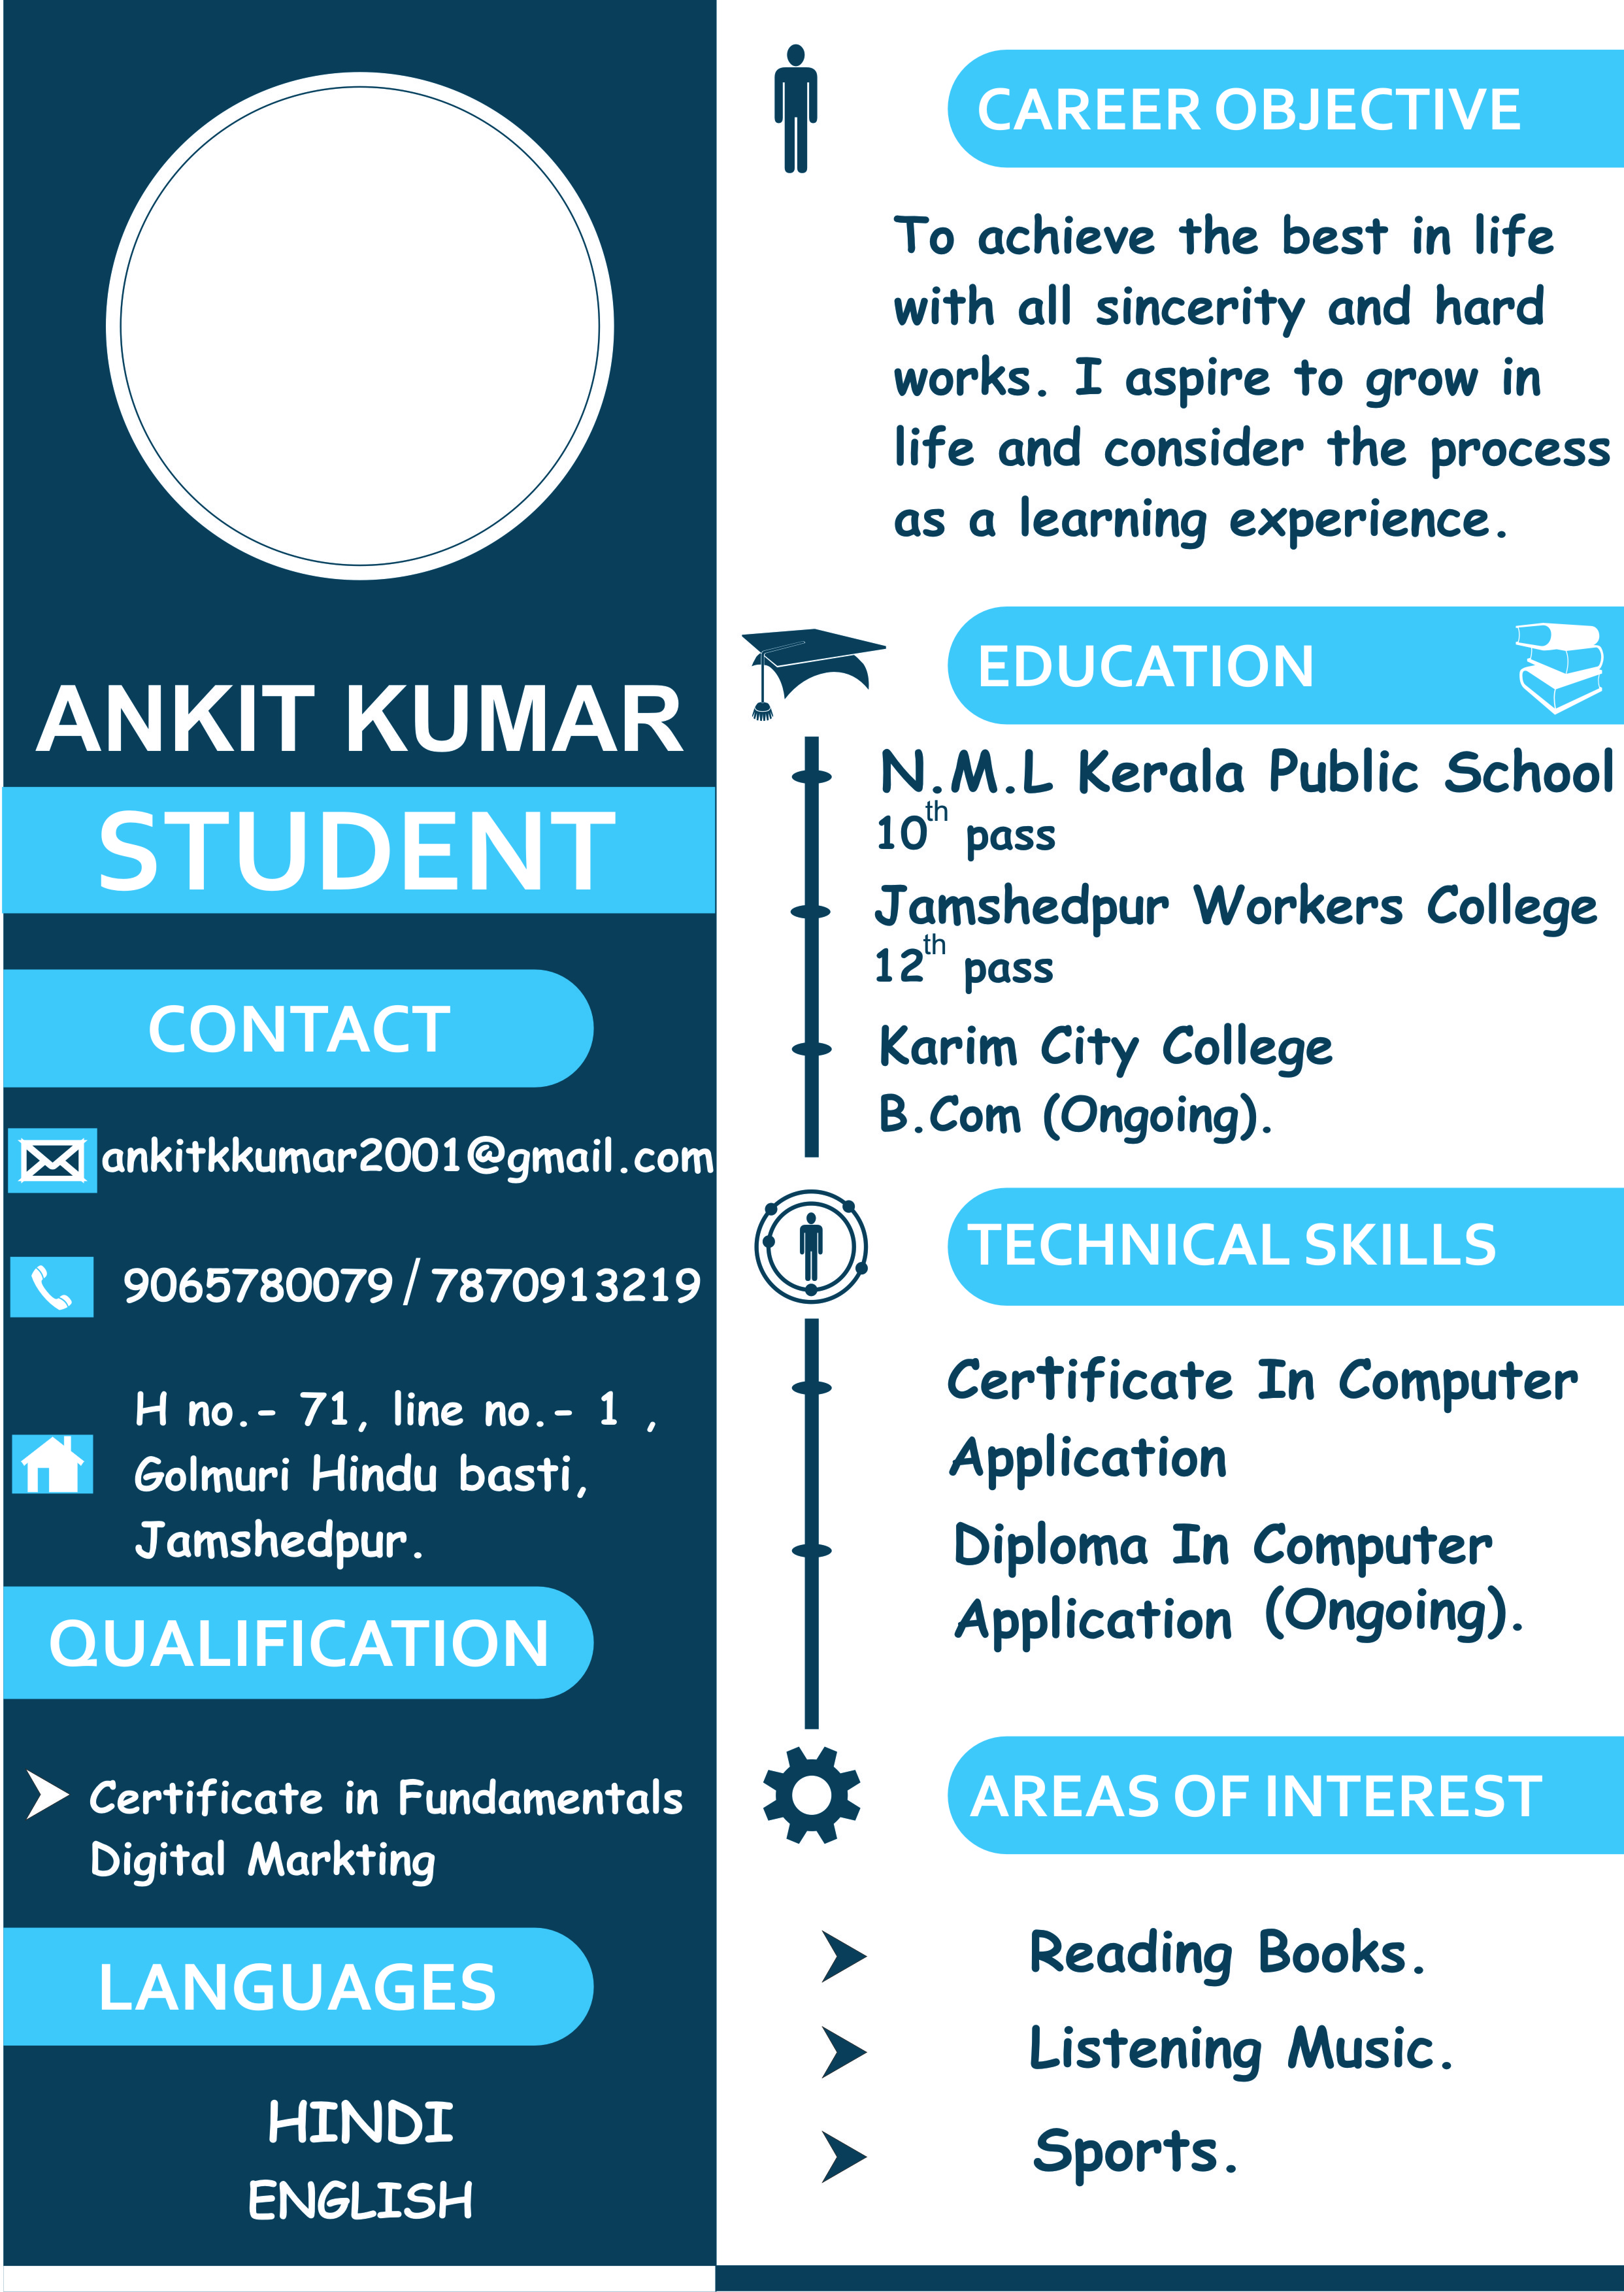 ANKIT KUMAR
STUDENT
CONTACT
ankitkkumar2001@gmail.com
9065780079 / 7870913219
H no.- 71, line no.- 1 ,
Golmuri Hindu basti,
Jamshedpur.
QUALIFICATION
Certificate in Fundamentals
Digital Markting
LANGUAGES
HINDI
ENGLISH
CAREER OBJECTIVE
To achieve the best in life
with all sincerity and hard
works. I aspire to grow in
life and consider the process
as a learning experience.
EDUCATION
N.M.L Kerala Public School
10th pass
Jamshedpur Workers College
12th pass
Karim City College
B.Com (Ongoing).
TECHNICAL SKILLS
Certificate In Computer
Application
Diploma In Computer
Application (Ongoing).
AREAS OF INTEREST
Reading Books.
Listening Music.
Sports.